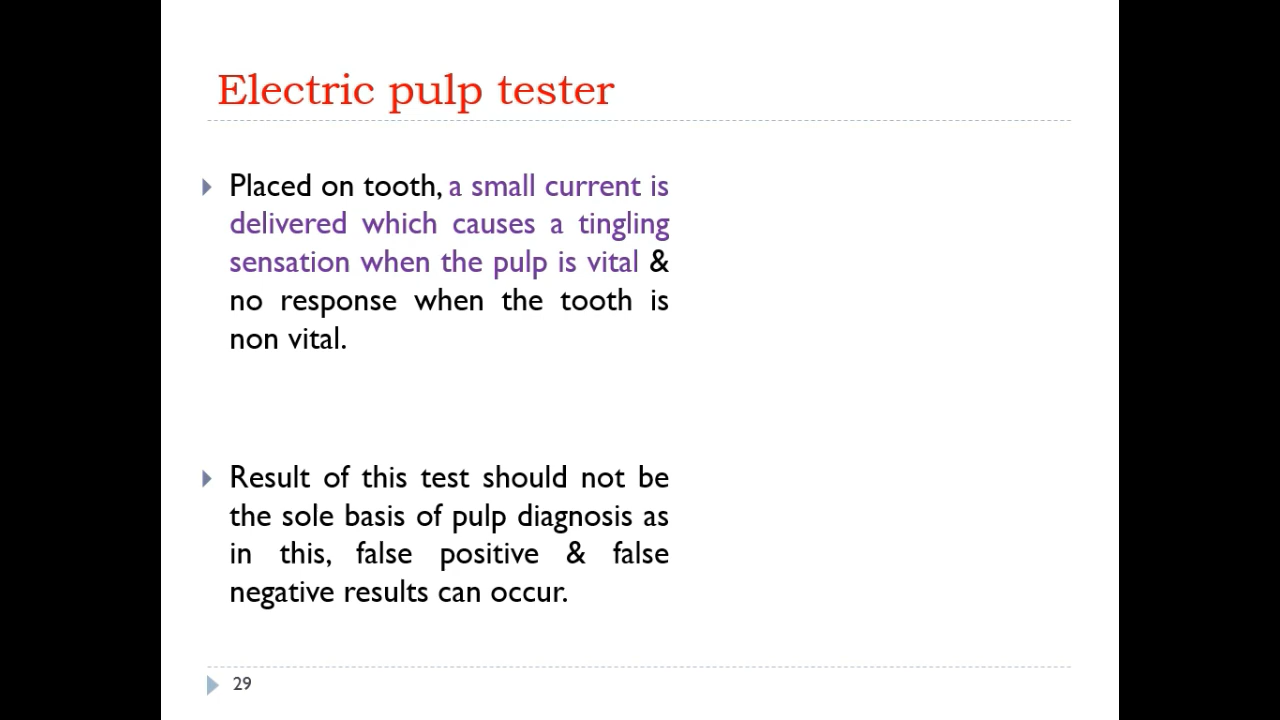 Electric pulp tester
Placed on tooth, a small current is
delivered which causes a tingling
sensation when the pulp is vital &
no response when the tooth is
non vital.
Result of this test should not be
the sole basis of pulp diagnosis as
in this, false positive & false
negative results can occur.
29